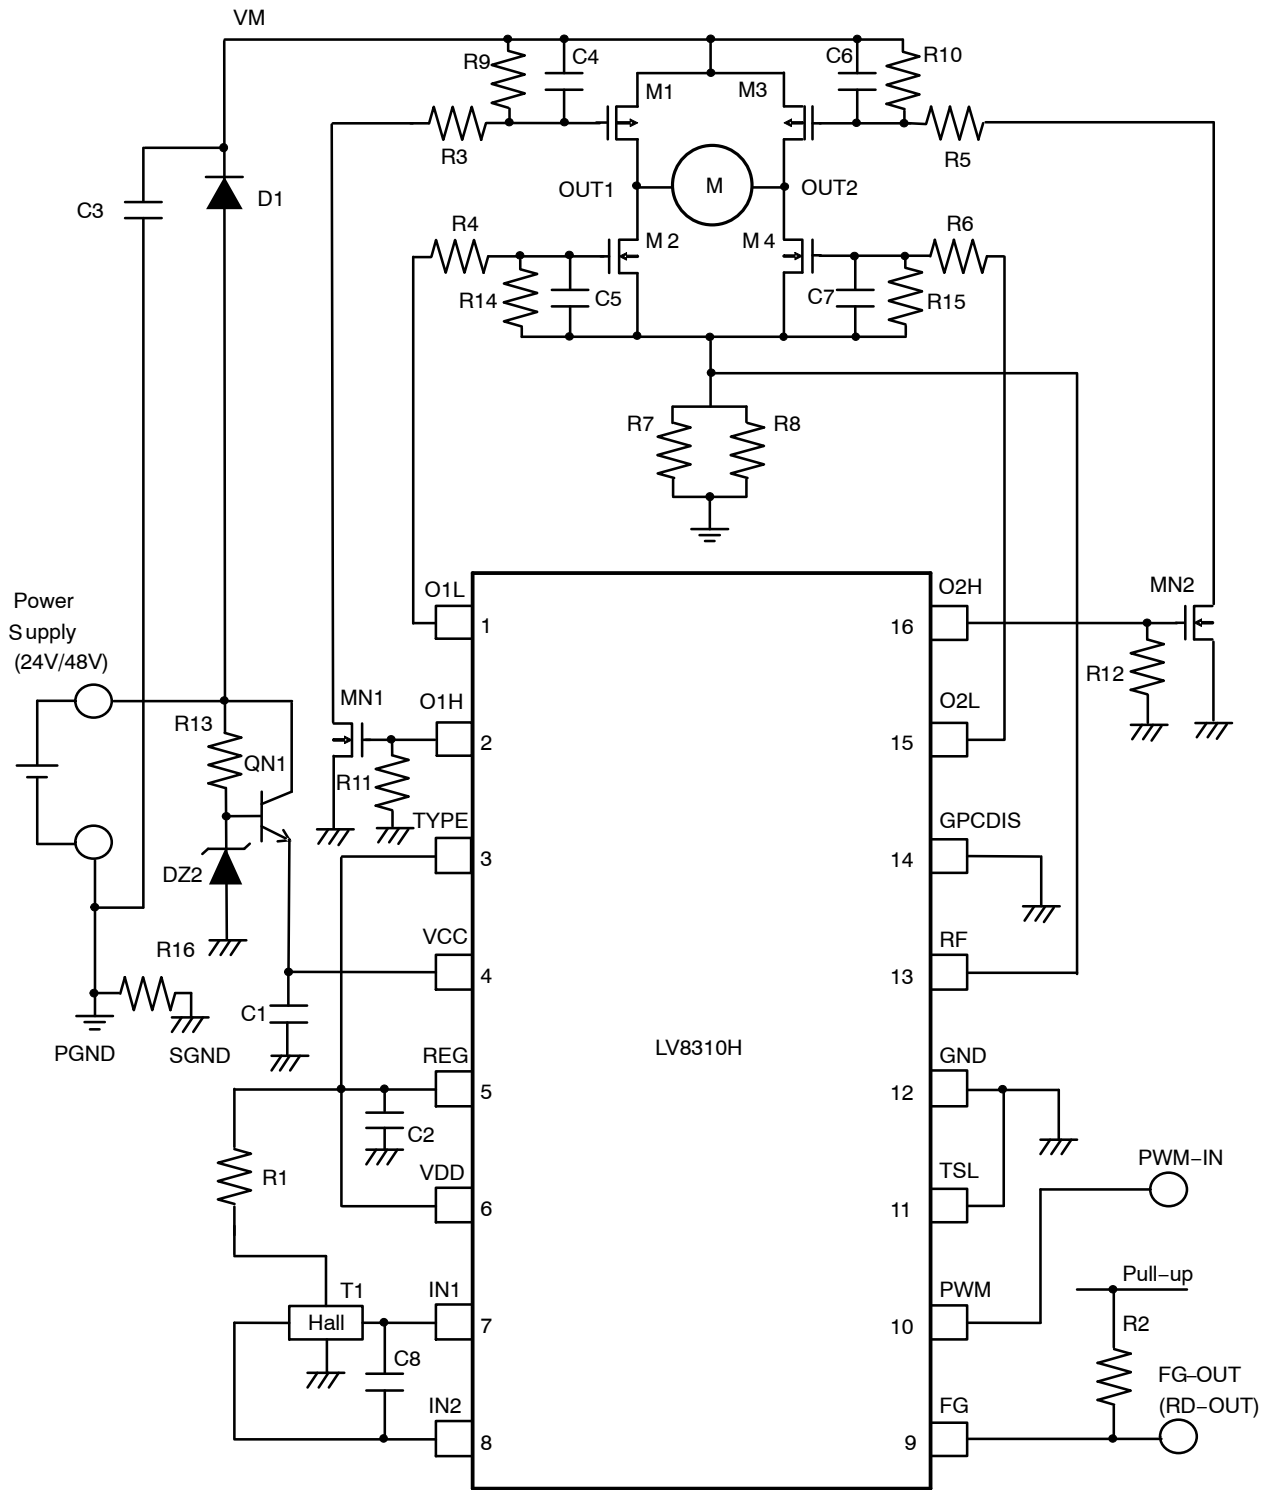 VM
R9
C4
C6
R10
M1
M3
R3
R5
OUT1
M
OUT2
C3
D1
R4
R6
M2
M4
R14
C5
C7
R15
R7
R8
Power
Supply
(24V/48V)
O1L
1
O2H
16
MN2
R12
MN1
O1H
2
O2L
15
R13
QN1
R11
TYPE
3
GPCDIS
14
DZ2
R16
VCC
4
RF
13
C1
PGND
SGND
LV8310H
REG
5
GND
12
C2
PWM-IN
R1
VDD
6
TSL
11
T1
Hall
IN1
7
PWM
10
Pull-up
R2
C8
FG-OUT
(RD-OUT)
IN2
8
FG
9